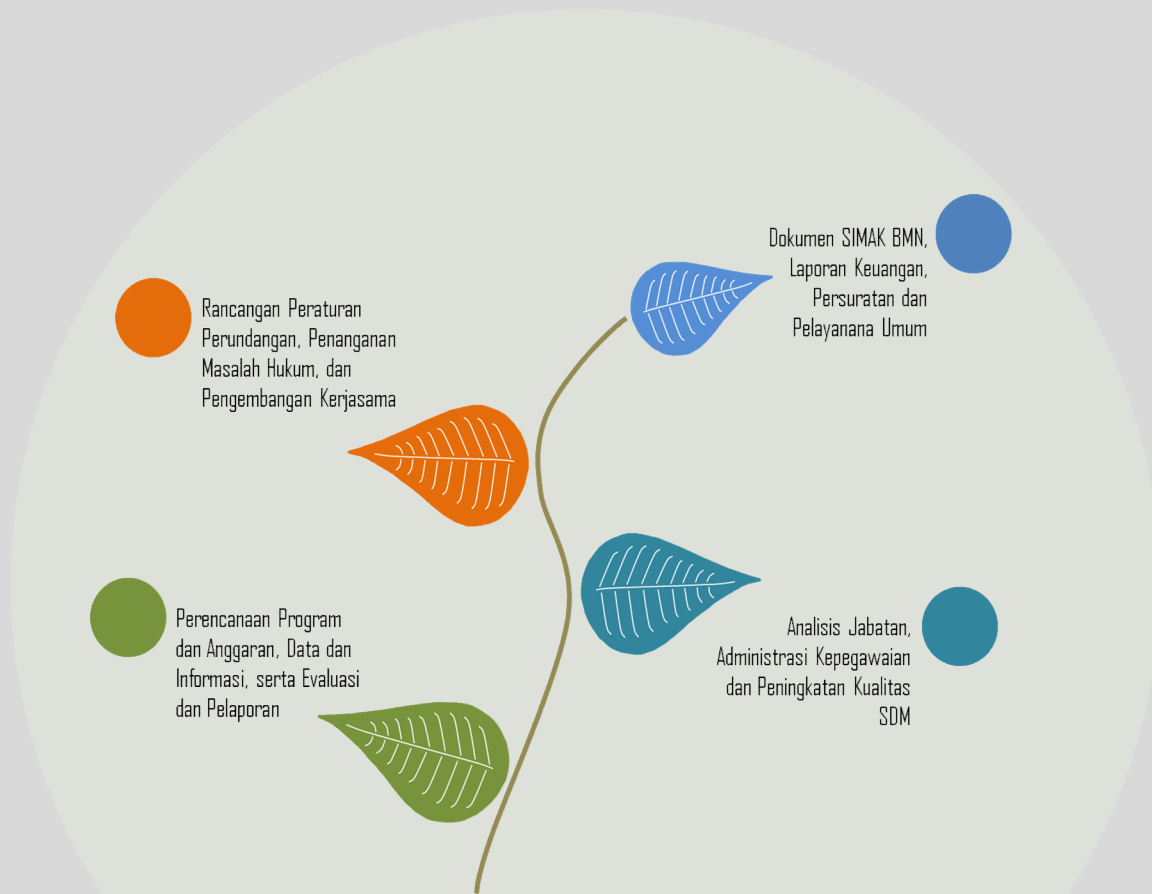 Dokumen SIMAK BMN,
Laporan Keuangan,
Persuratan dan
Pelayanana Umum
Rancangan Peraturan
Perundangan, Penanganan
Masalah Hukum, dan
Pengembangan Kerjasama
Perencanaan Program
dan Anggaran, Data dan
Informasi, serta Evaluasi
dan Pelaporan
Analisis Jabatan,
Administrasi Kepegawaian
dan Peningkatan Kualitas
SDM